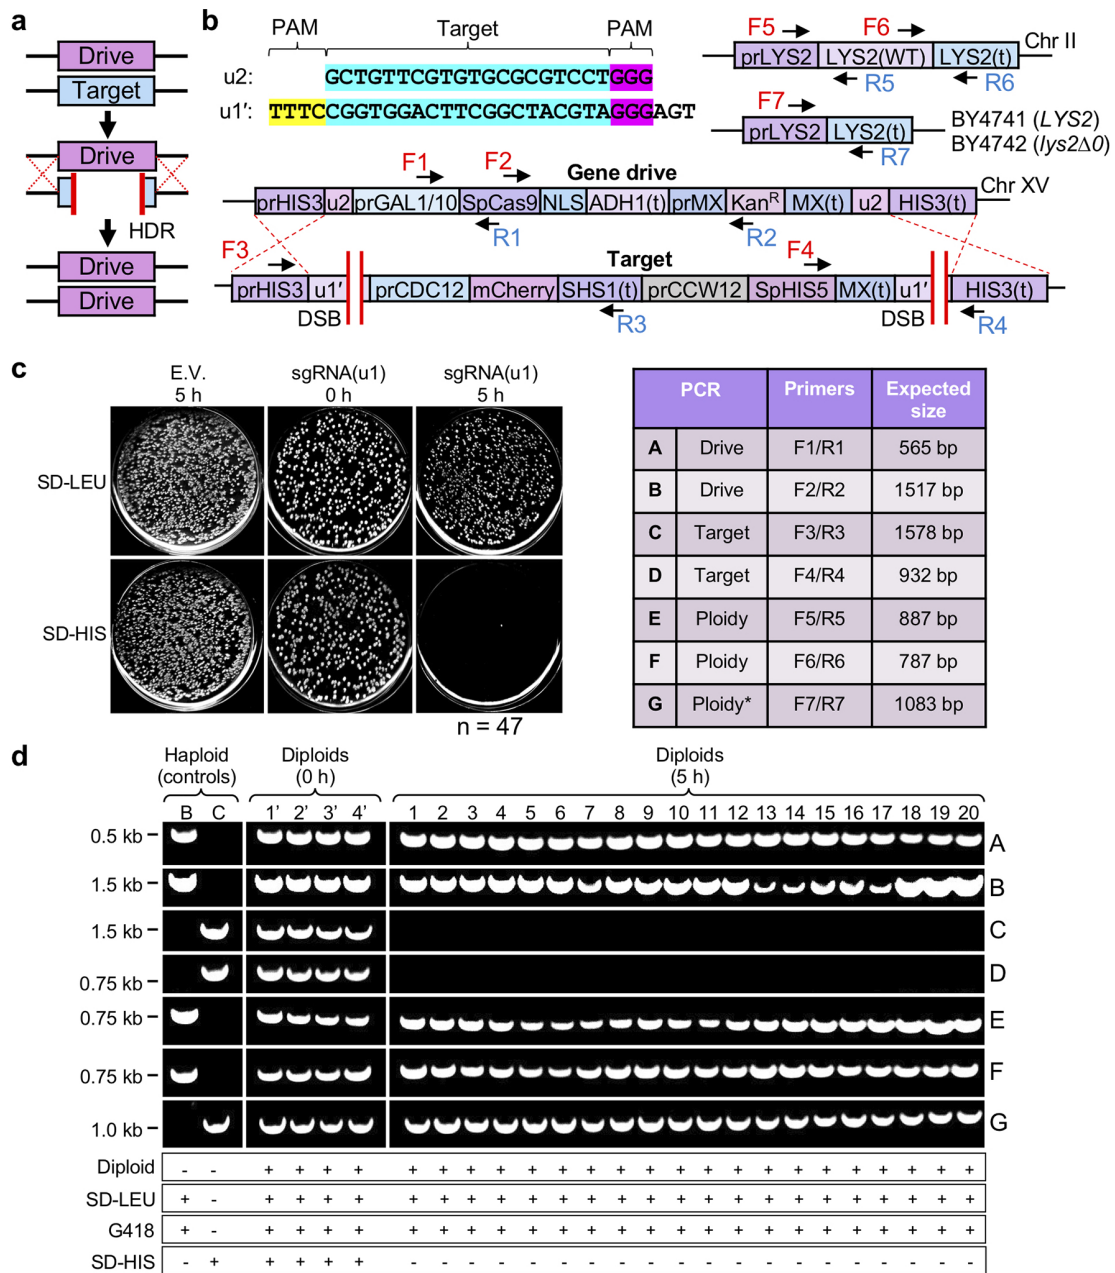 a
Drive
Target
Drive
HDR
Drive
Drive
b
PAM
Target
PAM
u2:
GCTGTTCGTGTGCGCGTCCTGGG
u1′:
TTTCCGGTGGACTTCGGCTACGTAGGGAGT
F5
F6
Chr II
prLYS2
LYS2(WT)
LYS2(t)
R5
R6
F7
prLYS2
LYS2(t)
BY4741 (LYS2)
BY4742 (lys2Δ0)
R7
F1
F2
Gene drive
Chr XV
prHIS3
u2
prGAL1/10
SpCas9
NLS
ADH1(t)
prMX
KanR
MX(t)
u2
HIS3(t)
R1
R2
F3
Target
F4
prHIS3
u1′
prCDC12
mCherry
SHS1(t)
prCCW12
SpHIS5
MX(t)
u1′
HIS3(t)
DSB
R3
DSB
R4
c
E.V.
5 h
sgRNA(u1)
0 h
sgRNA(u1)
5 h
SD-LEU
SD-HIS
n = 47
PCR Primers Expected size
A Drive F1/R1 565 bp
B Drive F2/R2 1517 bp
C Target F3/R3 1578 bp
D Target F4/R4 932 bp
E Ploidy F5/R5 887 bp
F Ploidy F6/R6 787 bp
G Ploidy* F7/R7 1083 bp
d
Haploid
(controls)
Diploids
(0 h)
Diploids
(5 h)
B C 1’ 2’ 3’ 4’ 1 2 3 4 5 6 7 8 9 10 11 12 13 14 15 16 17 18 19 20
0.5 kb A
1.5 kb B
1.5 kb C
0.75 kb D
0.75 kb E
0.75 kb F
1.0 kb G
Diploid - - + + + + + + + + + + + + + + + + + + + + + + + +
SD-LEU + - + + + + + + + + + + + + + + + + + + + + + + + +
G418 + - + + + + + + + + + + + + + + + + + + + + + + + +
SD-HIS - + + + + + - - - - - - - - - - - - - - - - - - - -